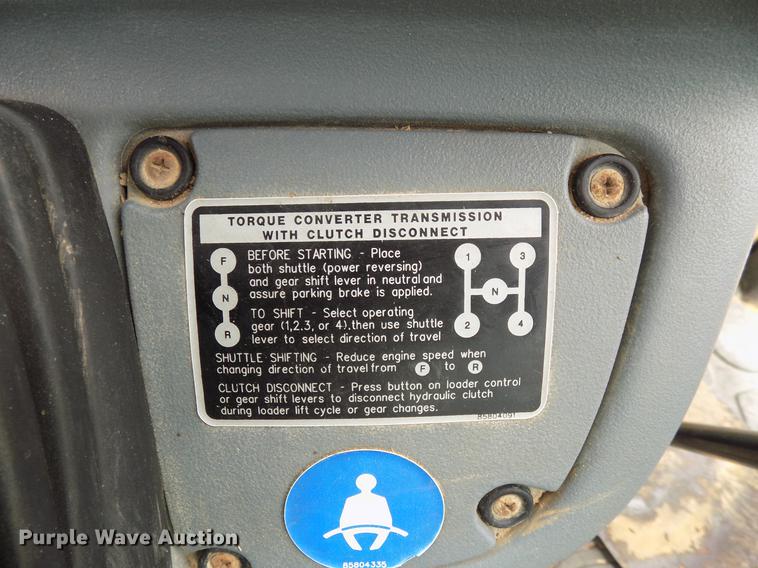 TORQUE CONVERTER TRANSMISSION
WITH CLUTCH DISCONNECT
F
N
R
BEFORE STARTING - Place
both shuttle (power reversing)
and gear shift lever in neutral and
assure parking brake is applied.
TO SHIFT - Select operating
gear (1,2,3, or 4),then use shuttle
lever to select direction of travel
1 3
N
2 4
SHUTTLE SHIFTING - Reduce engine speed when
changing direction of travel from F to R
CLUTCH DISCONNECT - Press button on loader control
or gear shift levers to disconnect hydraulic clutch
during loader lift cycle or gear changes.
85804091
85804335
Purple Wave Auction